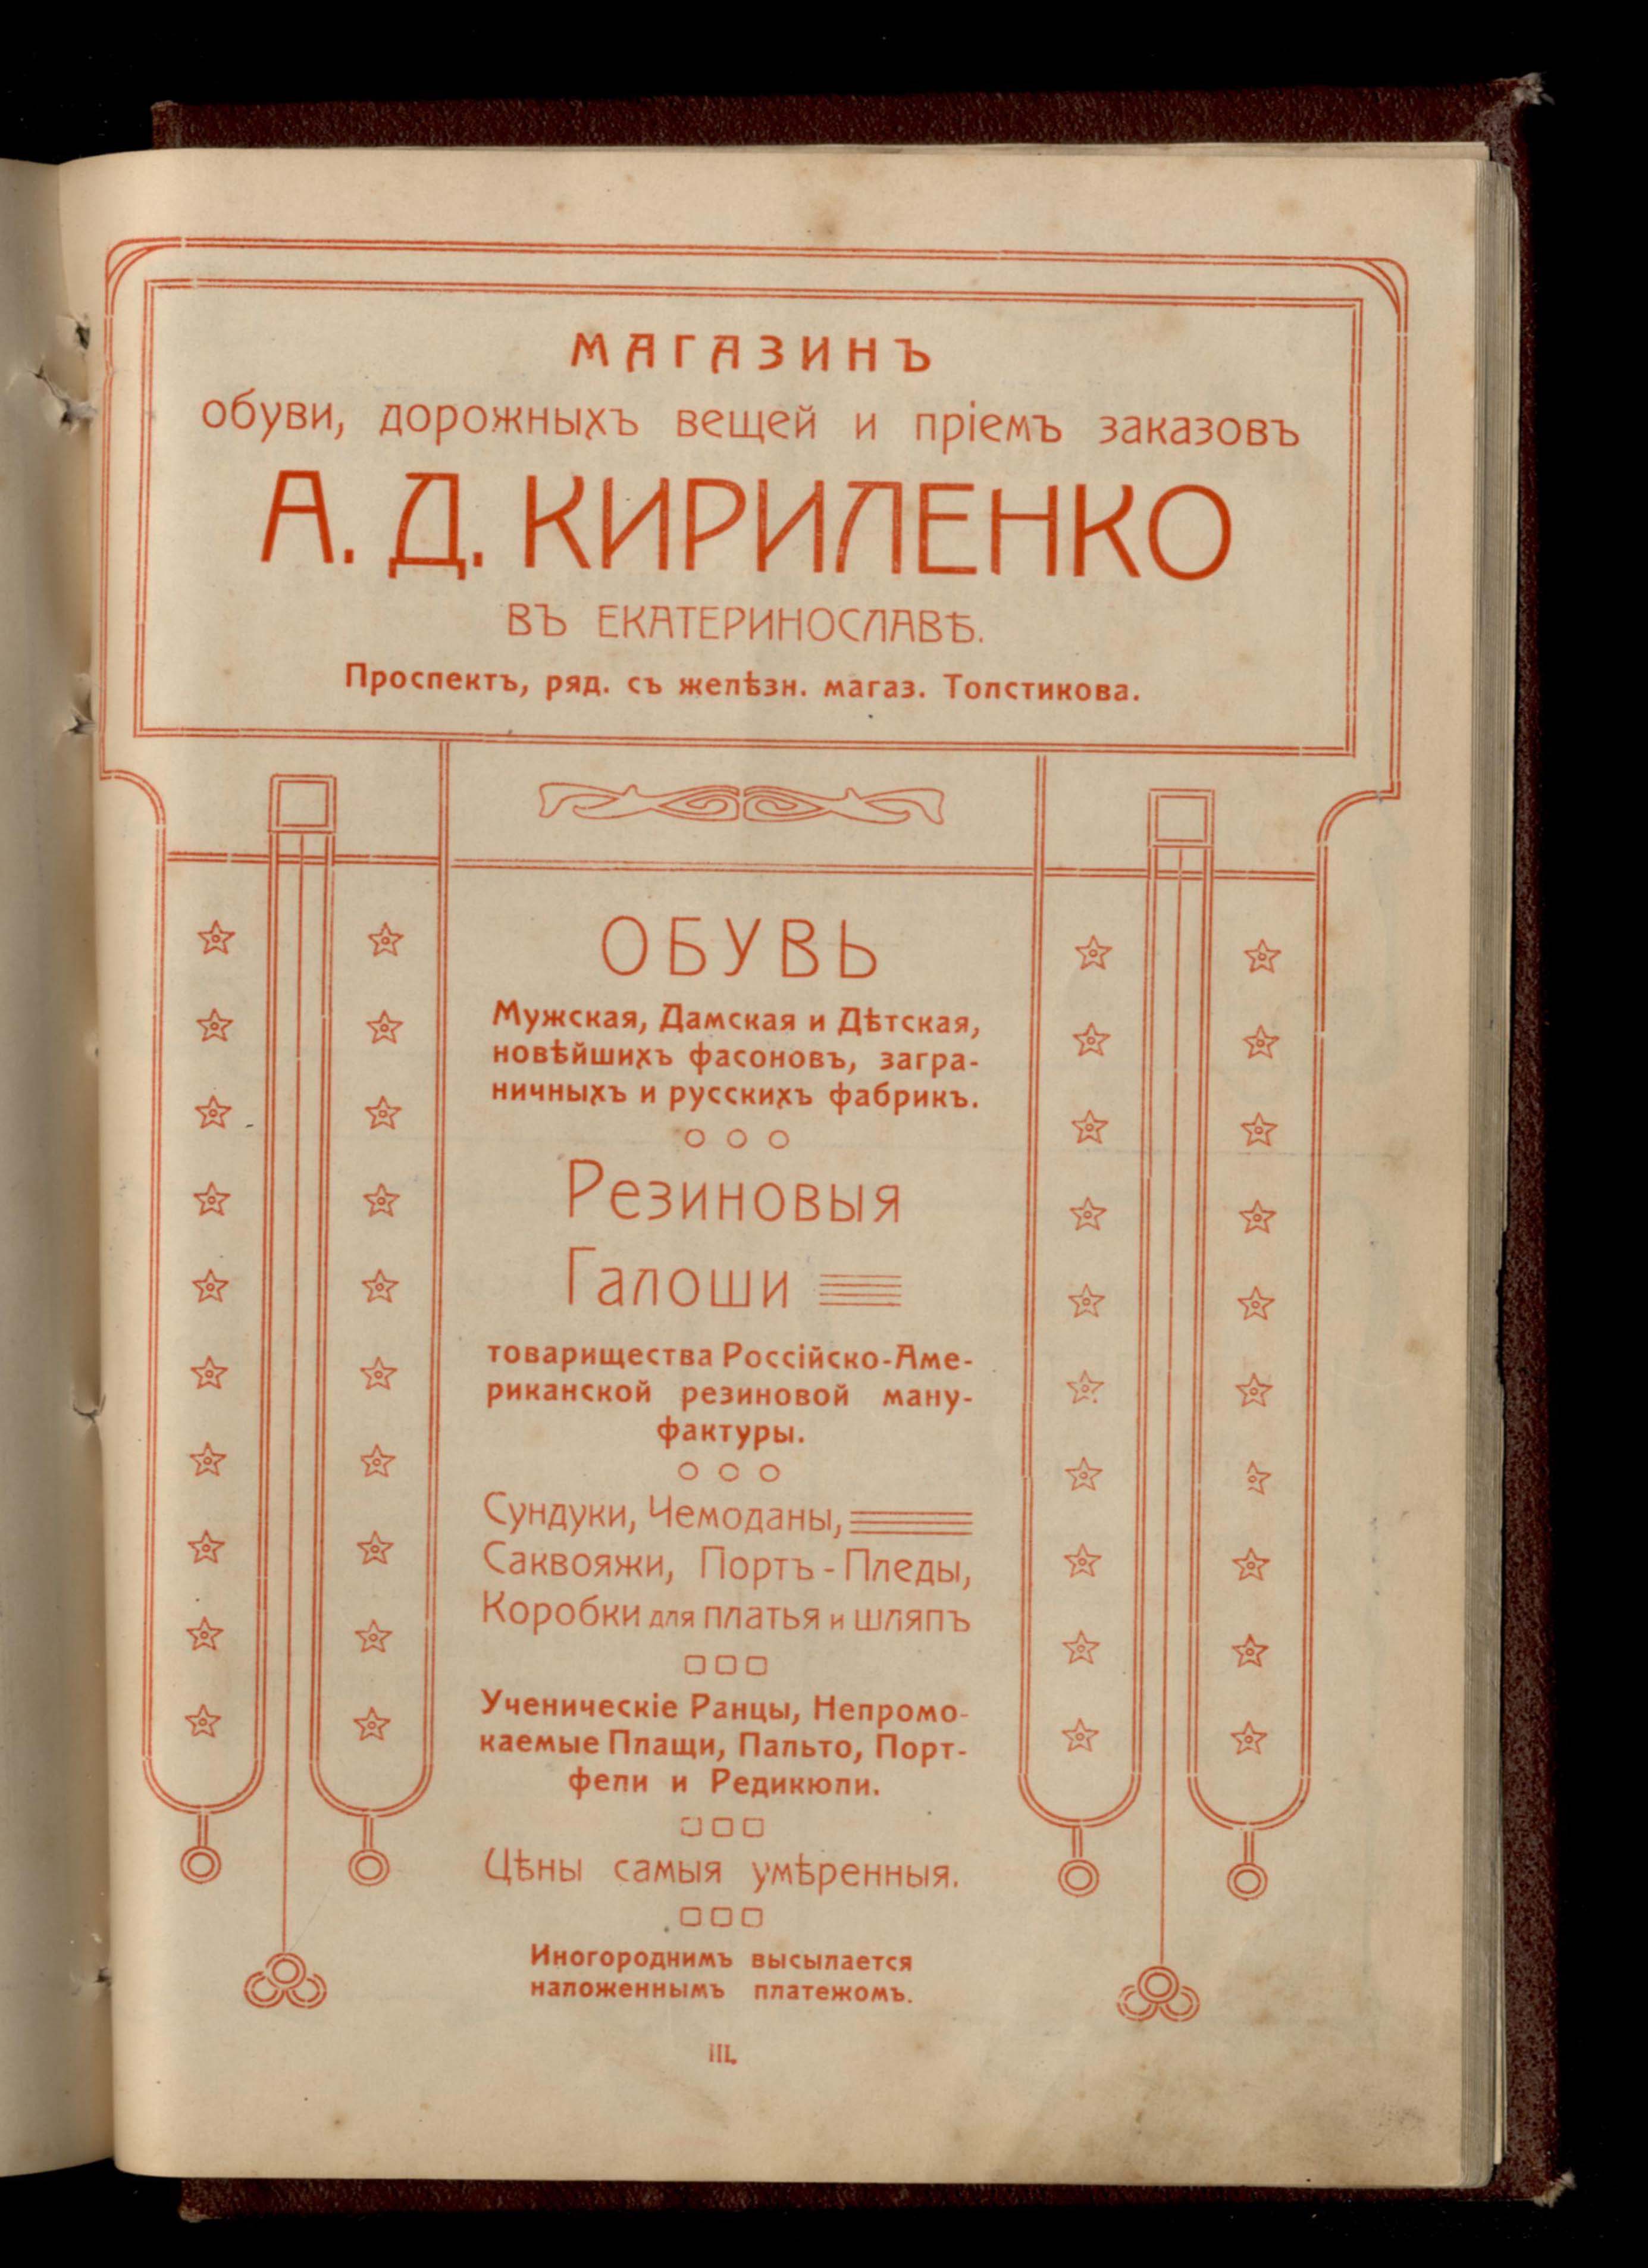 МАГАЗИНЪ
обуви, дорожныхъ вещей и пріемъ заказовъ
А. Д. КИРИЛЕНКО
ВЪ ЕКАТЕРИНОСЛАВѢ.
Проспектъ, ряд. съ желѣзн. магаз. Толстикова.
ОБУВЬ
Мужская, Дамская и Дѣтская,
новѣйшихъ фасоновъ, загра-
ничныхъ и русскихъ фабрикъ.
Резиновыя
Галоши
товарищества Россійско-Аме-
риканской резиновой ману-
фактуры.
Сундуки, Чемоданы,
Саквояжи, Портъ-Пледы,
Коробки для платья и шляпъ
Ученическіе Ранцы, Непромо-
каемые Плащи, Пальто, Порт-
фели и Редикюли.
Цѣны самыя умѣренныя.
Иногороднимъ высылается
наложеннымъ платежомъ.
III.